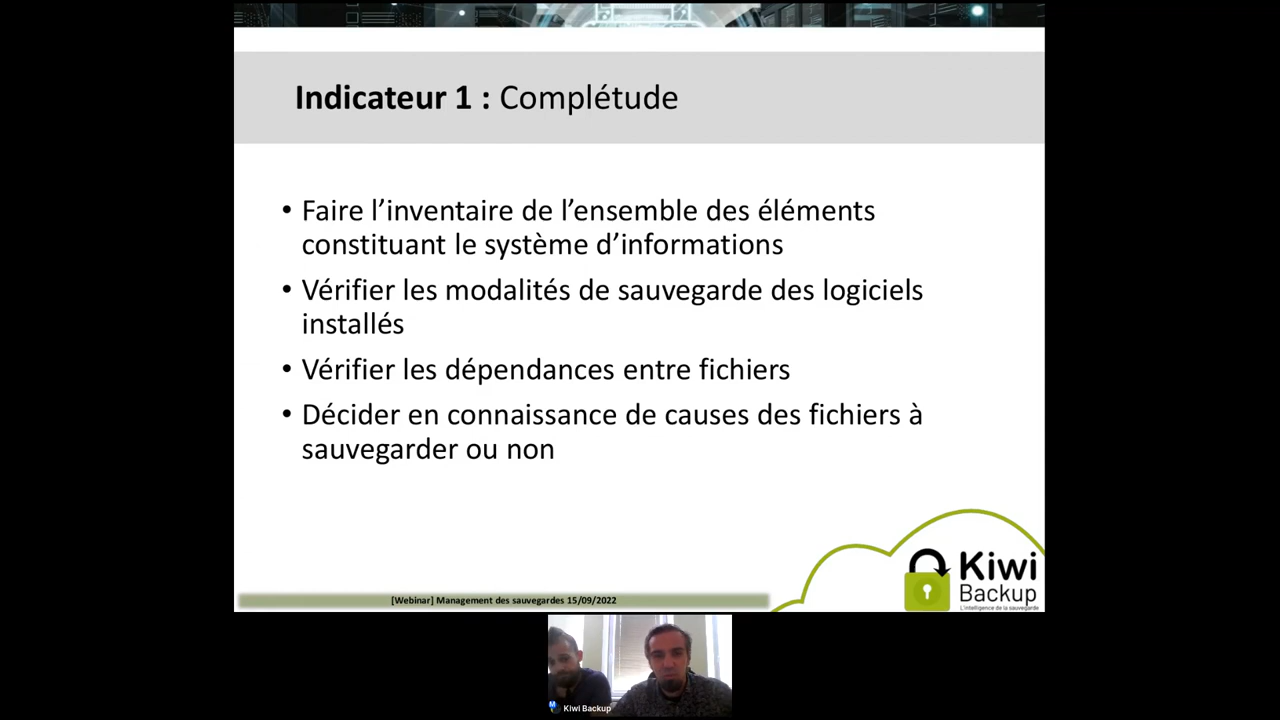 Indicateur 1 : Complétude
• Faire l’inventaire de l’ensemble des éléments
constituant le système d’informations
• Vérifier les modalités de sauvegarde des logiciels
installés
• Vérifier les dépendances entre fichiers
• Décider en connaissance de causes des fichiers à
sauvegarder ou non
Kiwi
Backup
L'intelligence de la sauvegarde
[Webinar] Management des sauvegardes 15/09/2022
Kiwi Backup